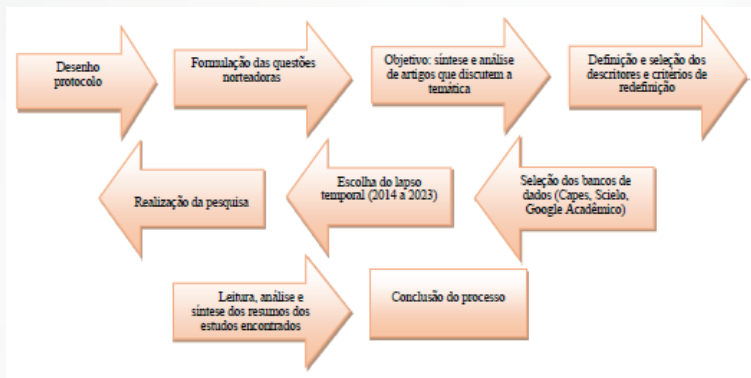 Desenho
protocolo
Formulação das questões
norteadoras
Objetivo: síntese e análise
de artigos que discutem a
temática
Definição e seleção dos
descritores e critérios de
redefinição
Seleção dos bancos de
dados (Capes, Scielo,
Google Acadêmico)
Escolha do lapso
temporal (2014 a 2023)
Realização da pesquisa
Leitura, análise e
síntese dos resumos dos
estudos encontrados
Conclusão do processo